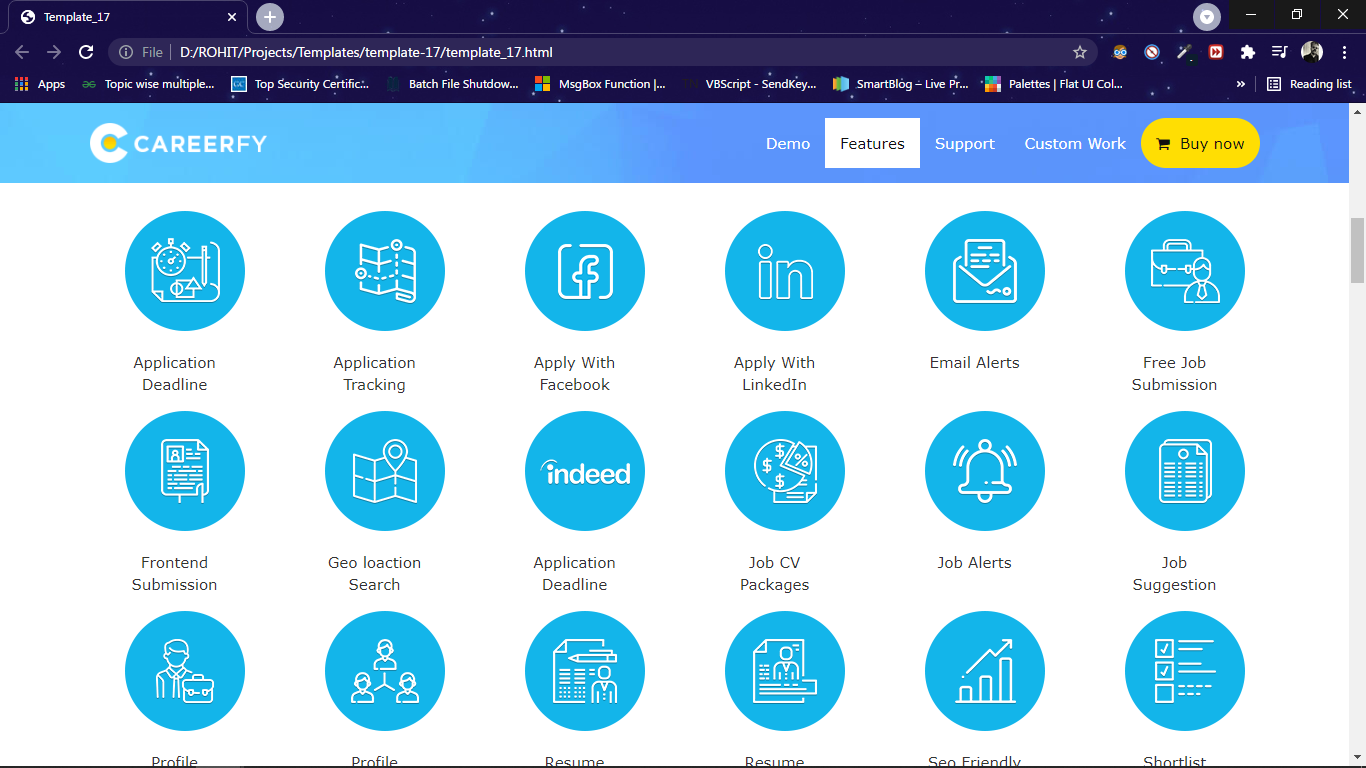 Template_17
File
D:/ROHIT/Projects/Templates/template-17/template_17.html
Apps
Topic wise multiple...
CC
Top Security Certific...
Batch File Shutdow...
MsgBox Function |...
VBScript - SendKey...
SmartBlog – Live Pr...
Palettes | Flat UI Col...
»
Reading list
CAREERFY
Demo
Features
Support
Custom Work
Buy now
in
Application
Deadline
Application
Tracking
Apply With
Facebook
Apply With
LinkedIn
Email Alerts
Free Job
Submission
indeed
Frontend
Submission
Geo loaction
Search
Application
Deadline
Job CV
Packages
Job Alerts
Job
Suggestion
Profile
Profile
Resume
Resume
Seo Friendly
Shortlist